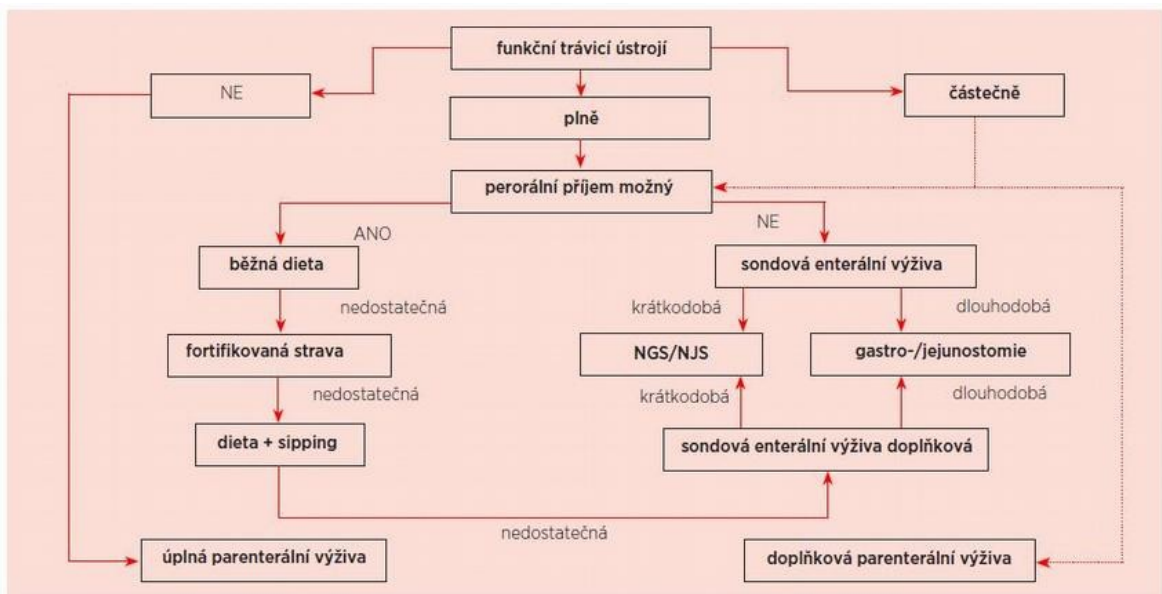 funkční trávicí ústrojí
NE
částečně
plně
perorální příjem možný
ANO
NE
běžná dieta
sondová enterální výživa
nedostatečná
krátkodobá
dlouhodobá
fortifikovaná strava
NGS/NJS
gastro-/jejunostomie
nedostatečná
krátkodobá
dlouhodobá
dieta + sipping
sondová enterální výživa doplňková
nedostatečná
úplná parenterální výživa
doplňková parenterální výživa